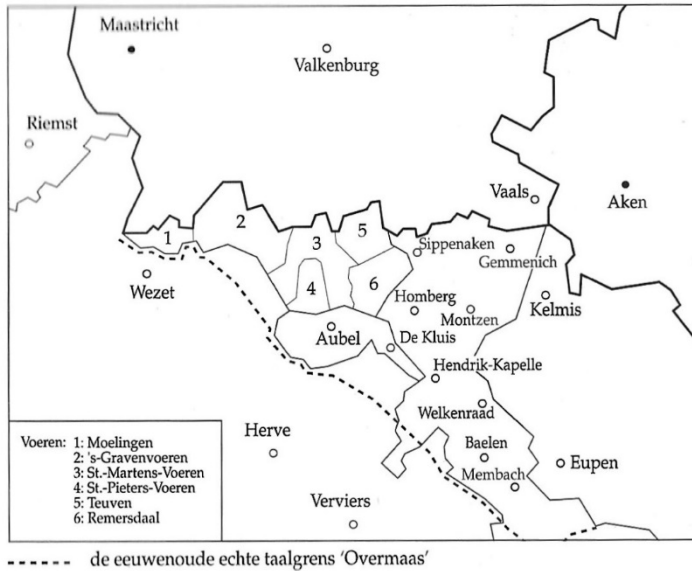 Maastricht
Valkenburg
Riemst
Vaals
Aken
1
2
3
5
Sippenaken
Gemmenich
Wezet
4
6
Homberg
Montzen
Kelmis
Aubel
De Kluis
Hendrik-Kapelle
Welkenraad
Herve
Baelen
Eupen
Membach
Verviers
Voeren: 1: Moelingen
2: 's-Gravenvoeren
3: St.-Martens-Voeren
4: St.-Pieters-Voeren
5: Teuven
6: Remersdaal
de eeuwenoude echte taalgrens 'Overmaas'